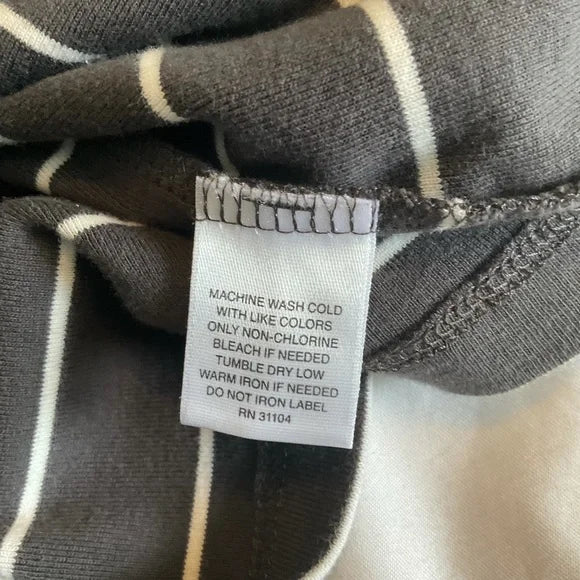 MACHINE WASH COLD
WITH LIKE COLORS
ONLY NON-CHLORINE
BLEACH IF NEEDED
TUMBLE DRY LOW
WARM IRON IF NEEDED
DO NOT IRON LABEL
RN 31104